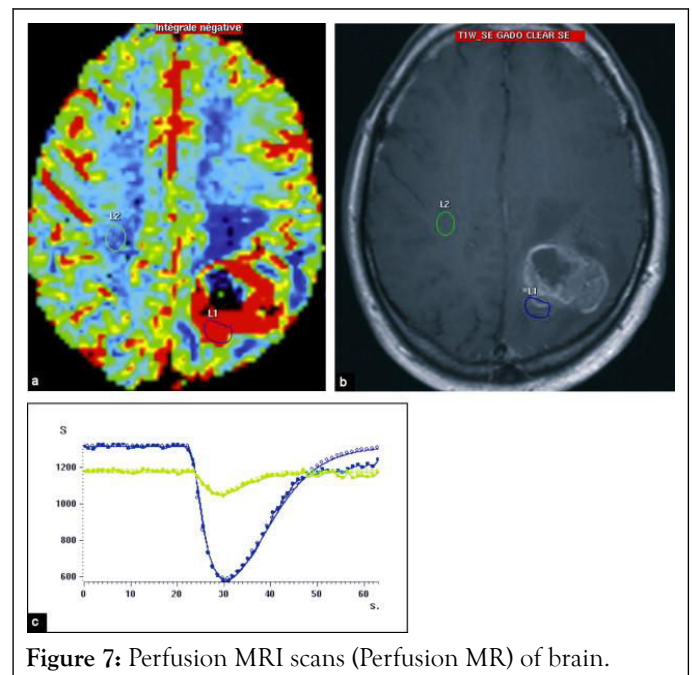 Intégrale négative
L2
L1
a
T1W_SE GADO CLEAR SE
L2
L1
b
S
1200
1000
800
600
0 10 20 30 40 50 60
s.
c
Figure 7: Perfusion MRI scans (Perfusion MR) of brain.